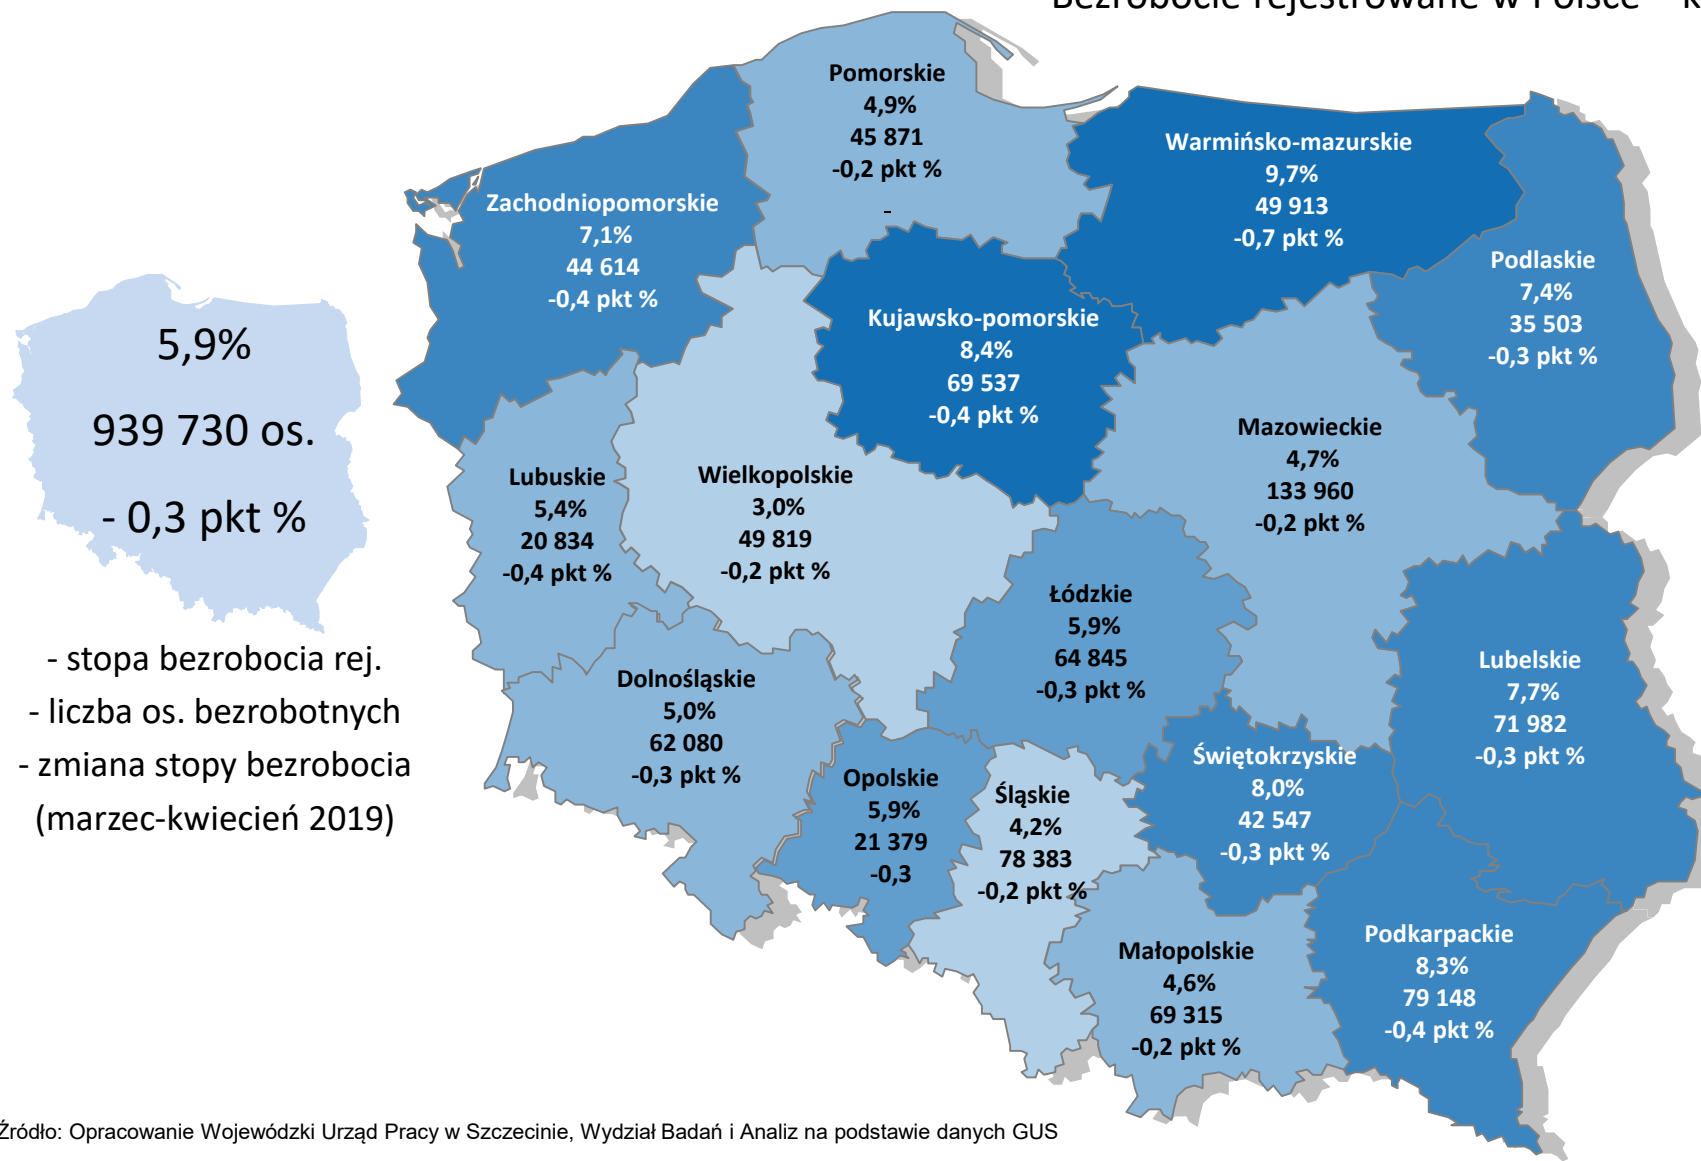 Bezrobocie rejestrowane w Polsce
Pomorskie
4,9%
45 871
-0,2 pkt %
-
Warmińsko-mazurskie
9,7%
49 913
-0,7 pkt %
Zachodniopomorskie
7,1%
44 614
-0,4 pkt %
Podlaskie
7,4%
35 503
-0,3 pkt %
Kujawsko-pomorskie
8,4%
69 537
-0,4 pkt %
5,9%
939 730 os.
- 0,3 pkt %
Mazowieckie
4,7%
133 960
-0,2 pkt %
Lubuskie
5,4%
20 834
-0,4 pkt %
Wielkopolskie
3,0%
49 819
-0,2 pkt %
Łódzkie
5,9%
64 845
-0,3 pkt %
Lubelskie
7,7%
71 982
-0,3 pkt %
- stopa bezrobocia rej.
- liczba os. bezrobotnych
- zmiana stopy bezrobocia
(marzec-kwiecień 2019)
Dolnośląskie
5,0%
62 080
-0,3 pkt %
Opolskie
5,9%
21 379
-0,3
Śląskie
4,2%
78 383
-0,2 pkt %
Świętokrzyskie
8,0%
42 547
-0,3 pkt %
Małopolskie
4,6%
69 315
-0,2 pkt %
Podkarpackie
8,3%
79 148
-0,4 pkt %
Źródło: Opracowanie Wojewódzki Urząd Pracy w Szczecinie, Wydział Badań i Analiz na podstawie danych GUS